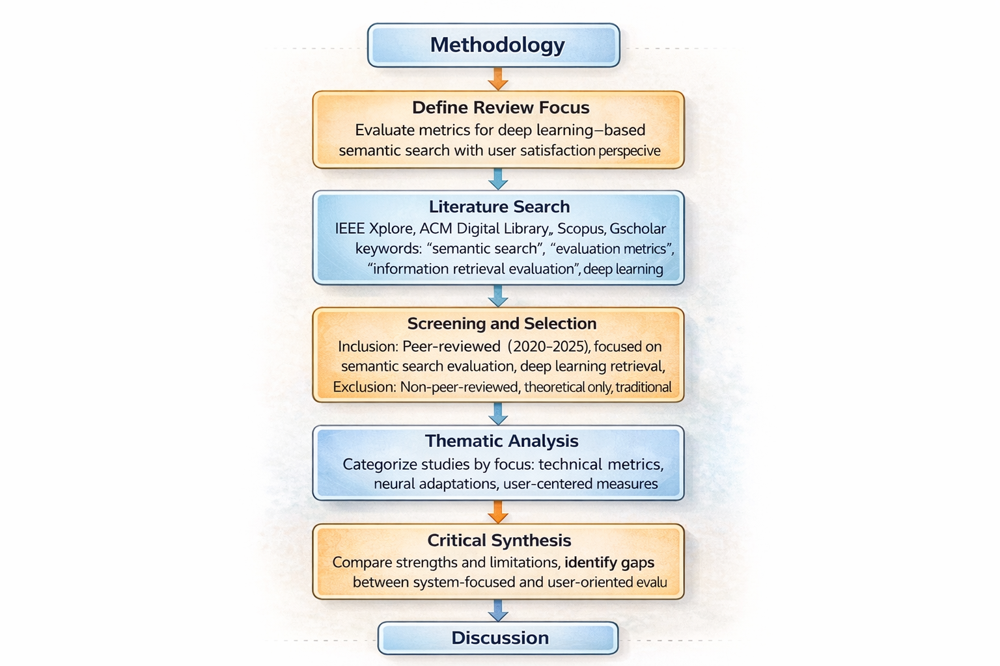 Methodology
Define Review Focus
Evaluate metrics for deep learning–based
semantic search with user satisfaction perspecive
Literature Search
IEEE Xplore, ACM Digital Library,, Scopus, Gscholar
keywords: “semantic search”, “evaluation metrics”,
“information retrieval evaluation”, deep learning
Screening and Selection
Inclusion: Peer-reviewed (2020–2025), focused on
semantic search evaluation, deep learning retrieval,
Exclusion: Non-peer-reviewed, theoretical only, traditional
Thematic Analysis
Categorize studies by focus: technical metrics,
neural adaptations, user-centered measures
Critical Synthesis
Compare strengths and limitations, identify gaps
between system-focused and user-oriented evalu
Discussion